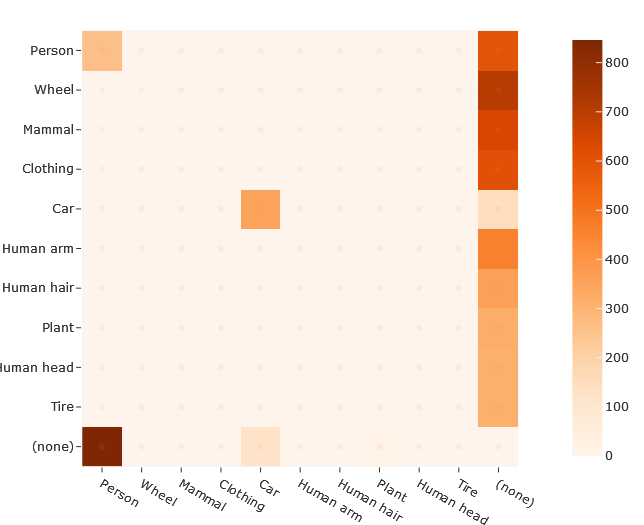 Person
Wheel
Mammal
Clothing
Car
Human arm
Human hair
Plant
Human head
Tire
(none)
Person
Wheel
Mammal
Clothing
Car
Human arm
Human hair
Plant
Human head
Tire
(none)
800
700
600
500
400
300
200
100
0